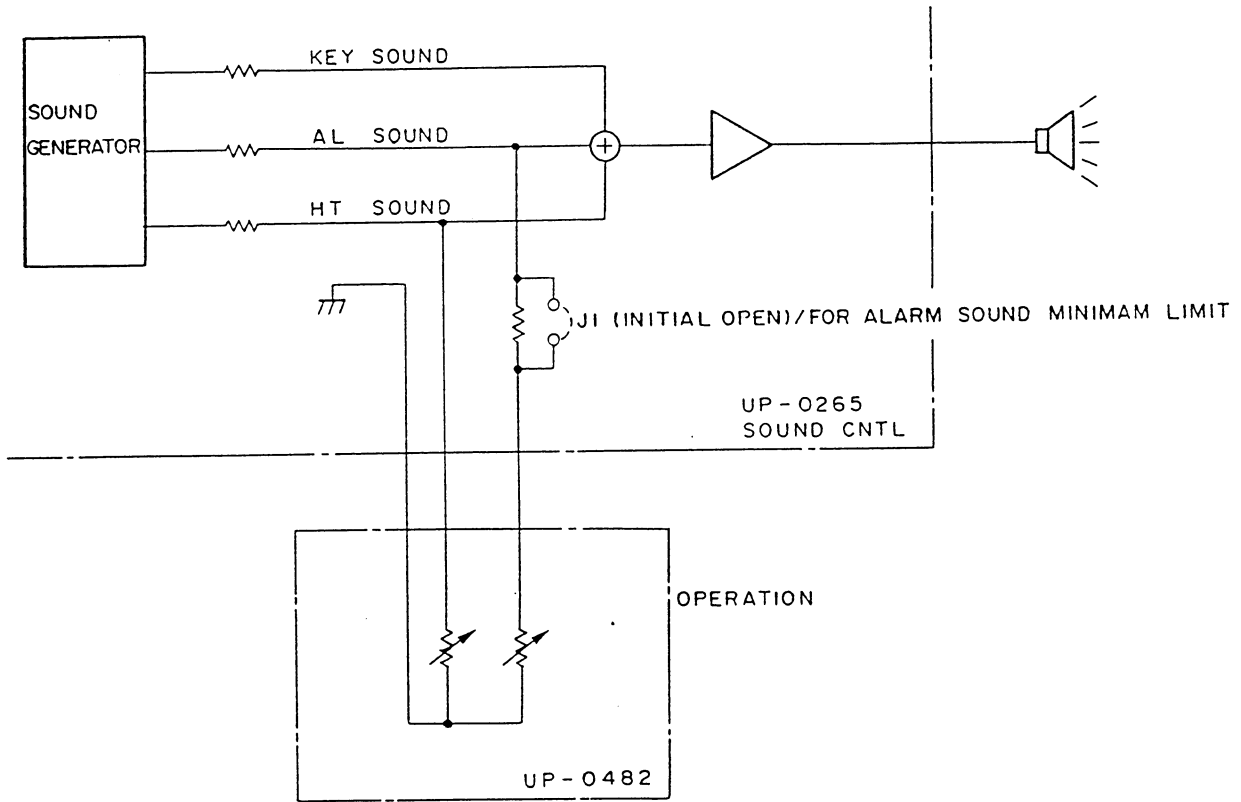 KEY SOUND
SOUND
GENERATOR
AL SOUND
HT SOUND
J1 (INITIAL OPEN)/FOR ALARM SOUND MINIMAM LIMIT
UP-0265
SOUND CNTL
OPERATION
UP-0482